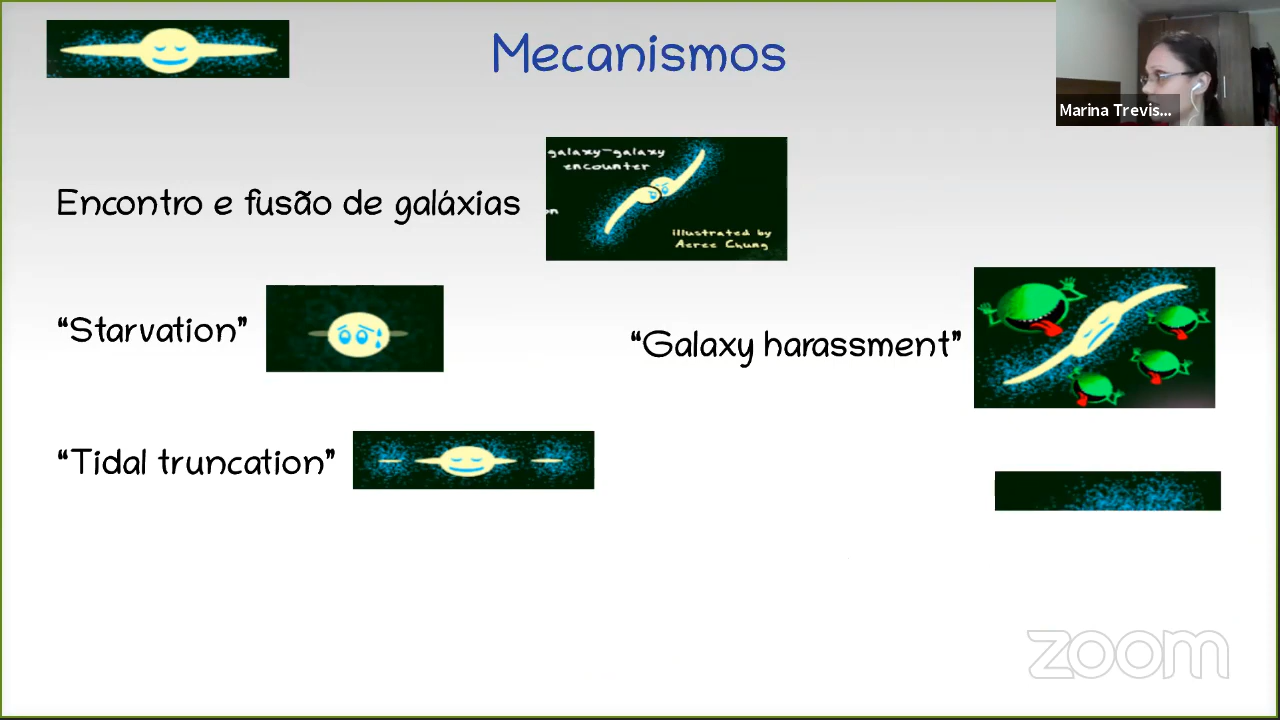 Mecanismos
Marina Trevis...
galaxy-galaxy
encounter
Encontro e fusão de galáxias
on
illustrated by
Aeree Chung
“Starvation”
“Galaxy harassment”
“Tidal truncation”
zoom